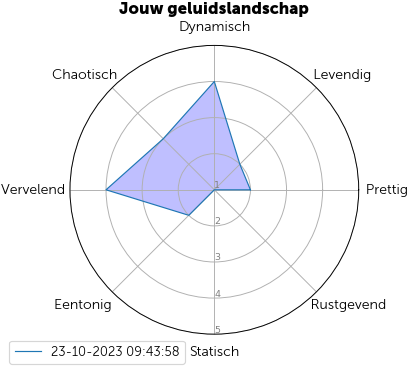 Jouw geluidslandschap
Dynamisch
Chaotisch
Levendig
Vervelend
1
Prettig
2
3
4
Eentonig
Rustgevend
5
23-10-2023 09:43:58
Statisch